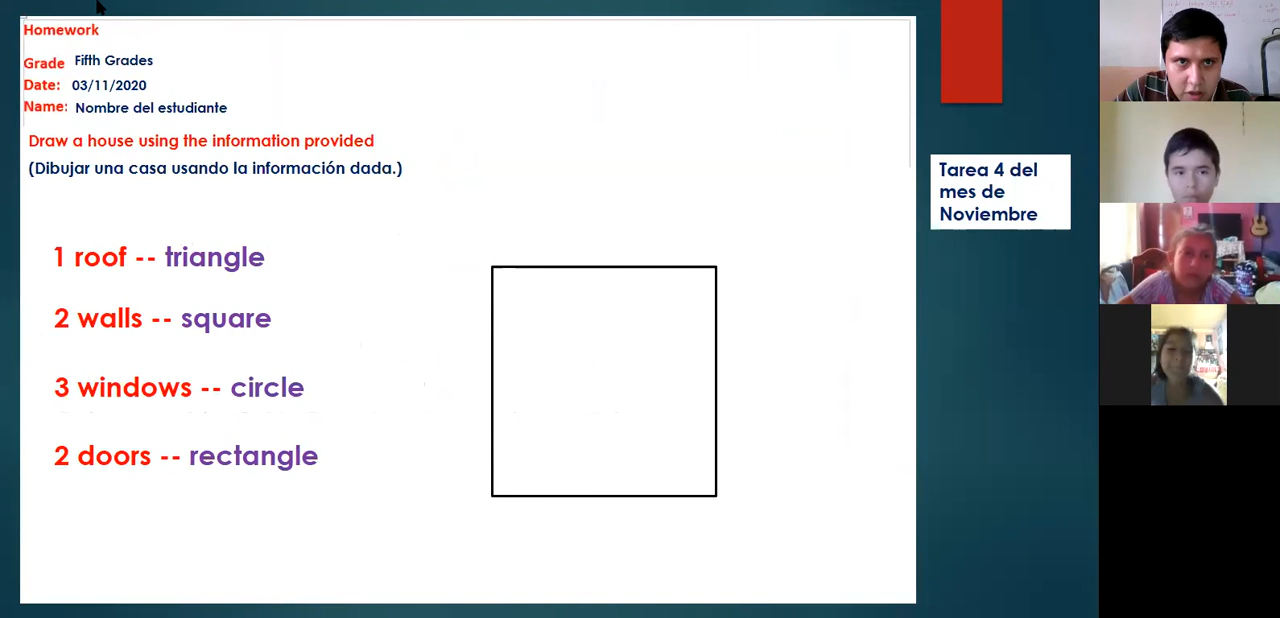 Homework
Grade Fifth Grades
Date: 03/11/2020
Name: Nombre del estudiante
Draw a house using the information provided
(Dibujar una casa usando la información dada.)
1 roof -- triangle
2 walls -- square
3 windows -- circle
2 doors -- rectangle
Tarea 4 del
mes de
Noviembre